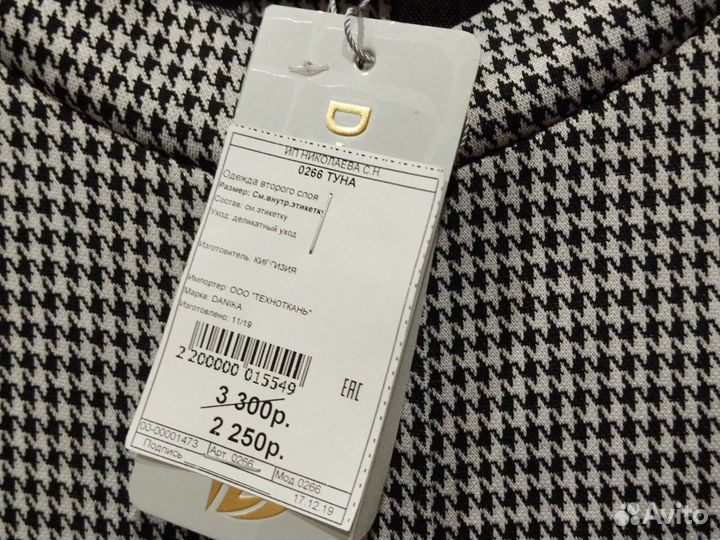 D
ИП НИКОЛАЕВА С.Н
0266 ТУНА
Одежда второго слоя
Размер: См.внутр.этикетку
Состав: см.этикетку
Уход: деликатный уход
Изготовитель: КИРГИЗИЯ
Импортер: ООО "ТЕХНОТКАНЬ"
Марка: DANIKA
Изготовлено: 11/19
2 200000 015549
EAC
3 300р.
2 250р.
00-00001473 Арт. 0266 Мод.0266
Подпись 17.12.19
Avito